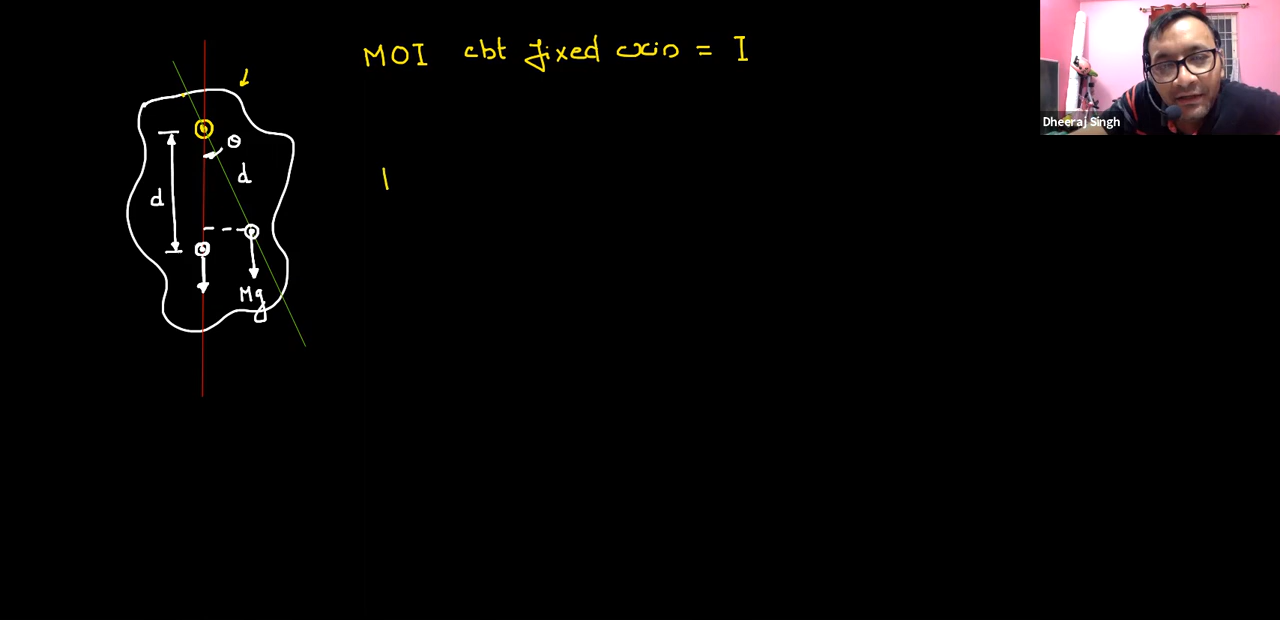 MOI abt fixed axis = I
θ
d
d
Mg
Dheeraj Singh